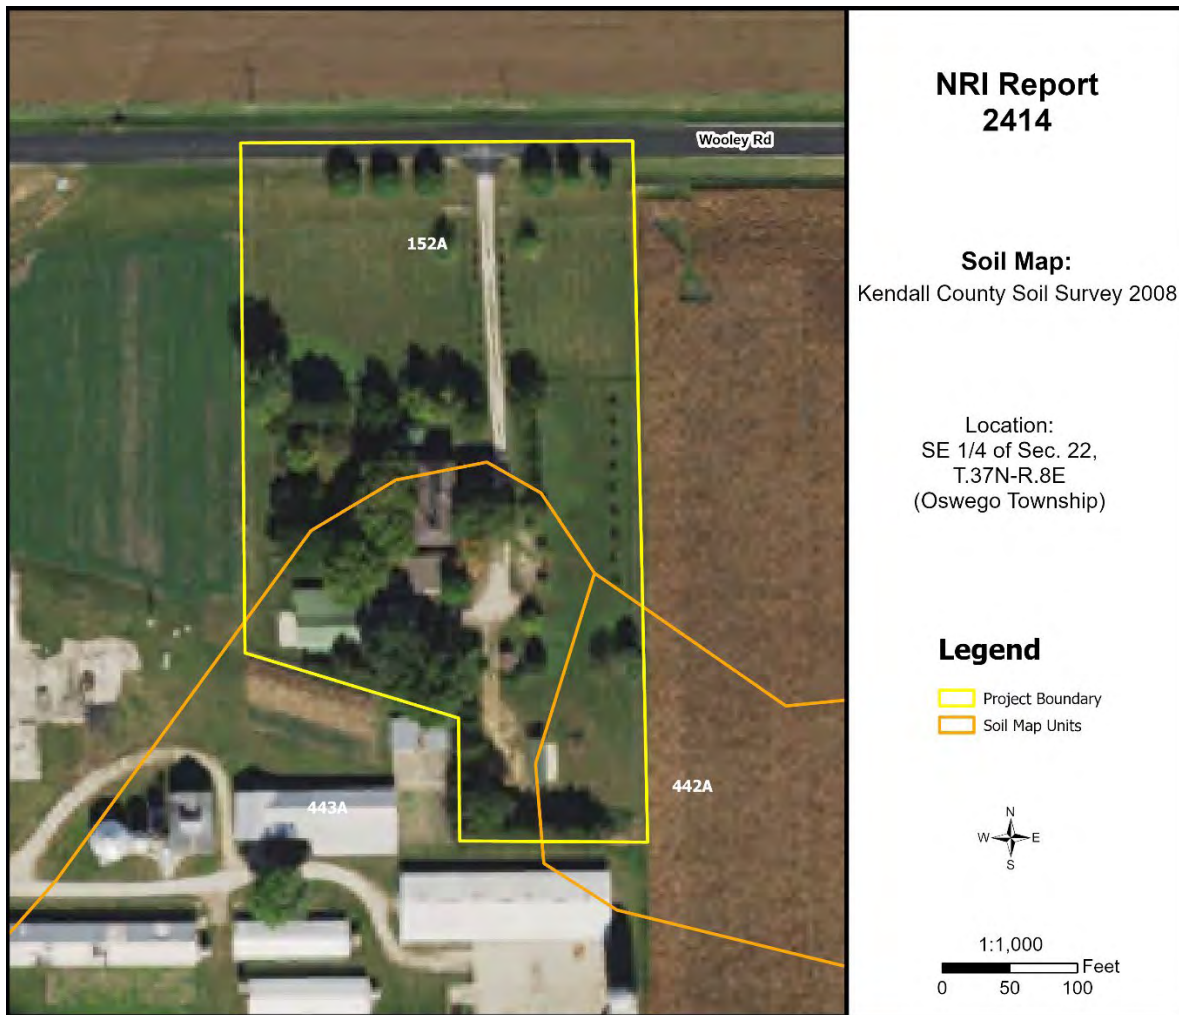 Wooley Rd
152A
442A
443A
NRI Report
2414
Soil Map:
Kendall County Soil Survey 2008
Location:
SE 1/4 of Sec. 22,
T.37N-R.8E
(Oswego Township)
Legend
Project Boundary
Soil Map Units
N
W E
S
1:1,000
Feet
0 50 100